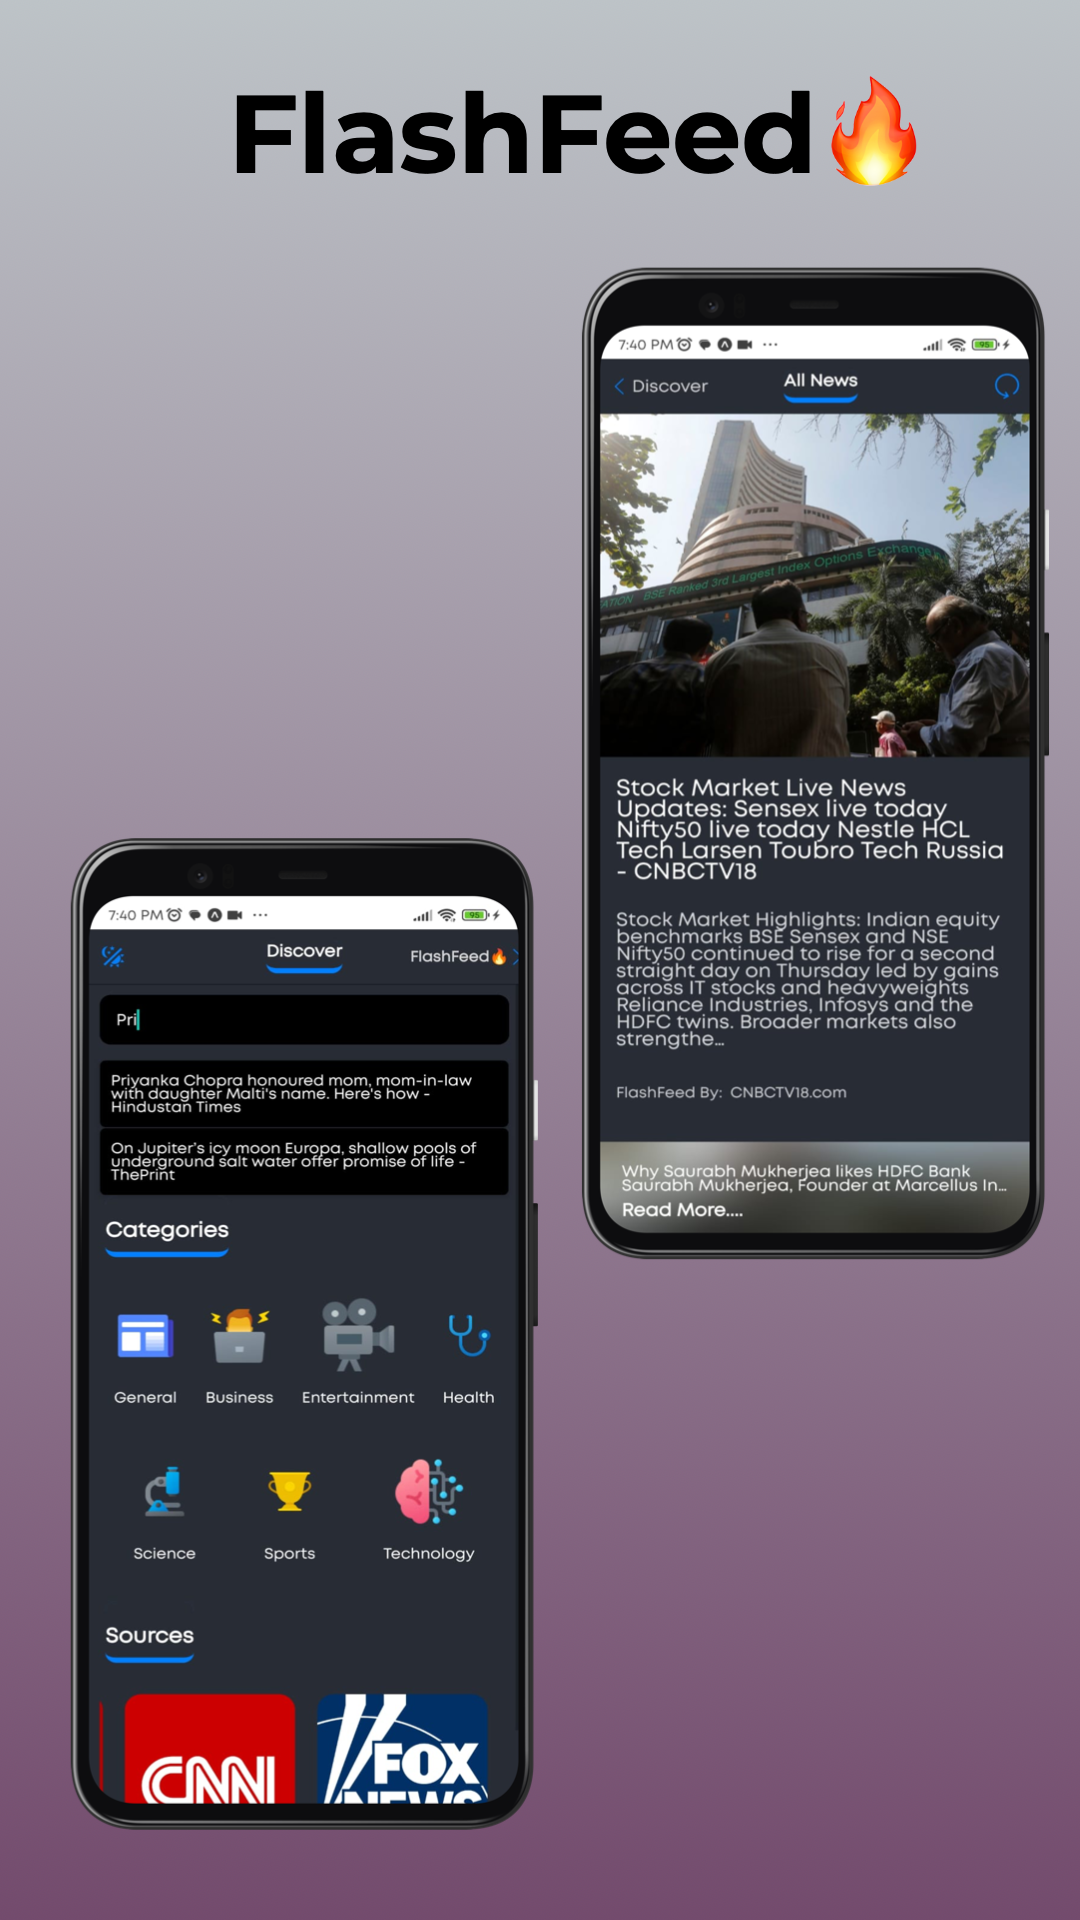 FlashFeed🔥
7:40 PM
95
Discover
All News
ATION BSE Ranked 3rd Largest Index Options Exchange
Stock Market Live News
Updates: Sensex live today
Nifty50 live today Nestle HCL
Tech Larsen Toubro Tech Russia
- CNBCTV18
Stock Market Highlights: Indian equity
benchmarks BSE Sensex and NSE
Nifty50 continued to rise for a second
straight day on Thursday led by gains
across IT stocks and heavyweights
Reliance Industries, Infosys and the
HDFC twins. Broader markets also
strengthe...
FlashFeed By: CNBCTV18.com
Why Saurabh Mukherjea likes HDFC Bank
Saurabh Mukherjea, Founder at Marcellus In...
Read More....
7:40 PM
95
Discover
FlashFeed🔥
Pri
Priyanka Chopra honoured mom, mom-in-law
with daughter Malti's name. Here's how -
Hindustan Times
On Jupiter's icy moon Europa, shallow pools of
underground salt water offer promise of life -
ThePrint
Categories
General Business Entertainment Health
Science Sports Technology
Sources
CNN
FOX
NEWS